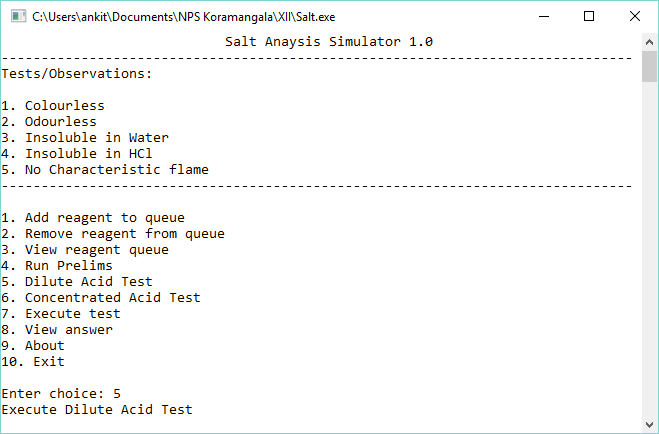 C:\Users\ankit\Documents\NPS Koramangala\XII\Salt.exe
Salt Anaysis Simulator 1.0
-------------------------------------------------------------------------------
Tests/Observations:
1. Colourless
2. Odourless
3. Insoluble in Water
4. Insoluble in HCl
5. No Characteristic flame
-------------------------------------------------------------------------------
1. Add reagent to queue
2. Remove reagent from queue
3. View reagent queue
4. Run Prelims
5. Dilute Acid Test
6. Concentrated Acid Test
7. Execute test
8. View answer
9. About
10. Exit
Enter choice: 5
Execute Dilute Acid Test